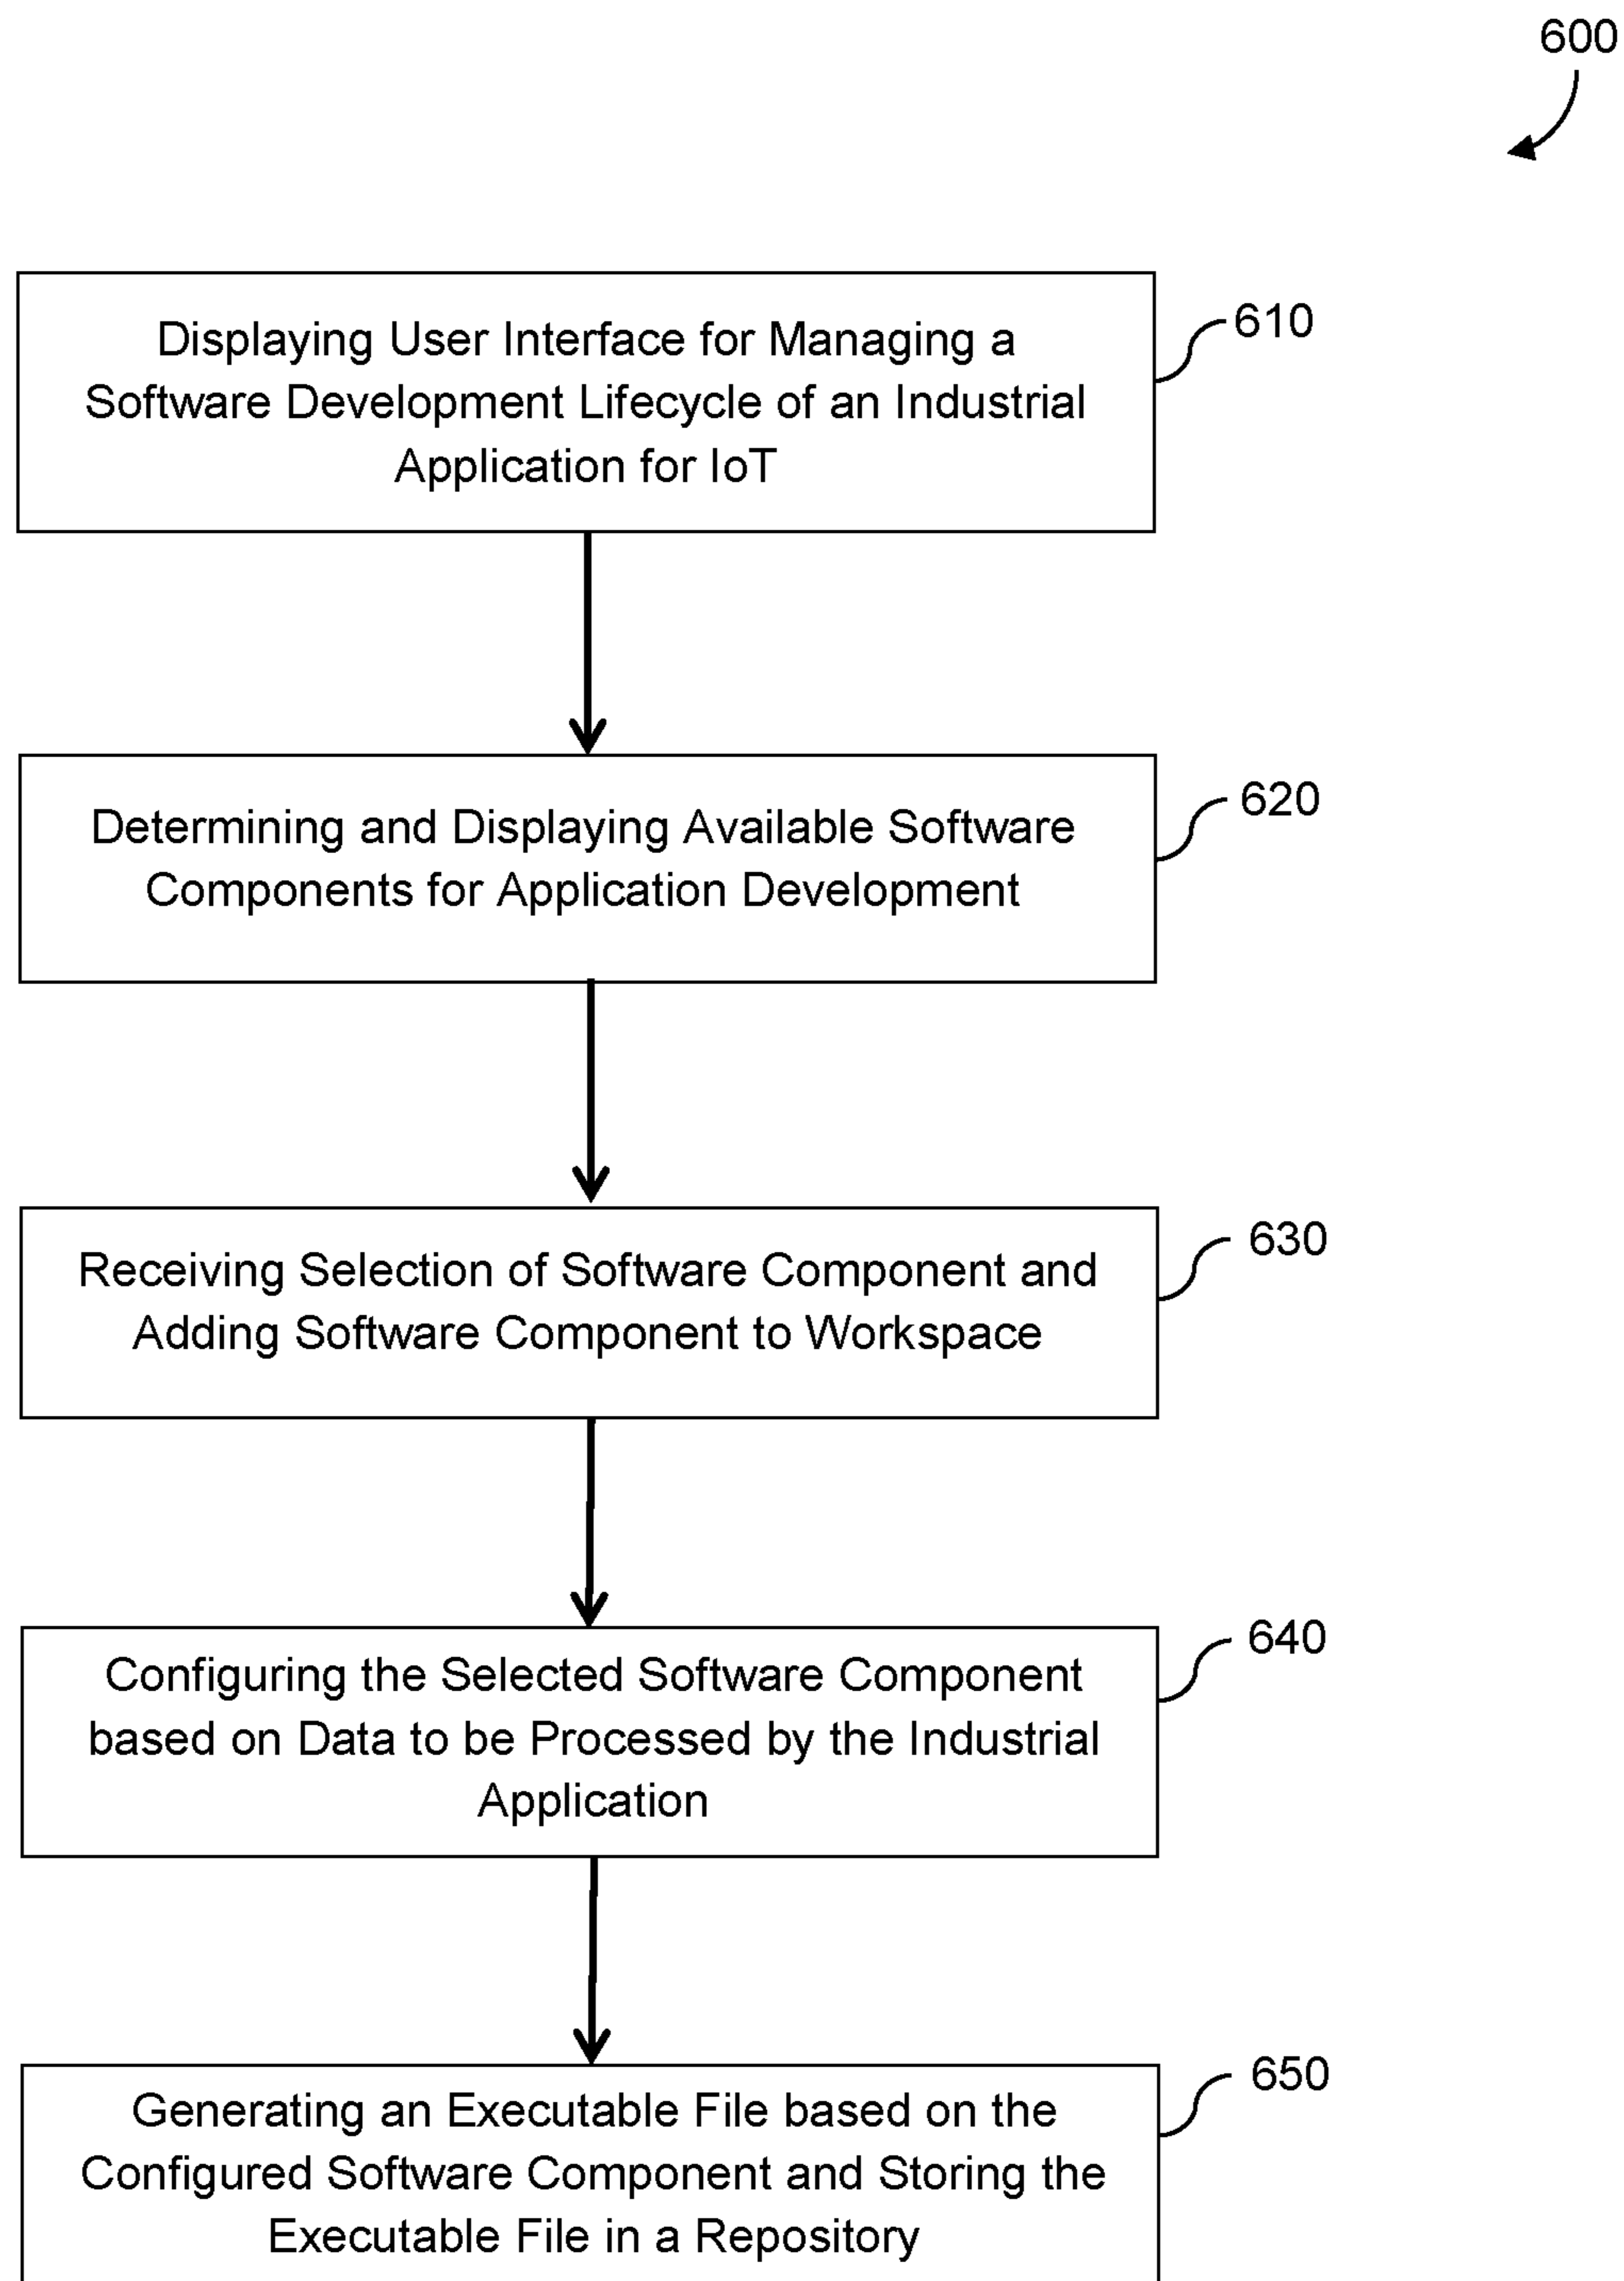 600
Displaying User Interface for Managing a
Software Development Lifecycle of an Industrial
Application for IoT
610
Determining and Displaying Available Software
Components for Application Development
620
Receiving Selection of Software Component and
Adding Software Component to Workspace
630
Configuring the Selected Software Component
based on Data to be Processed by the Industrial
Application
640
Generating an Executable File based on the
Configured Software Component and Storing the
Executable File in a Repository
650